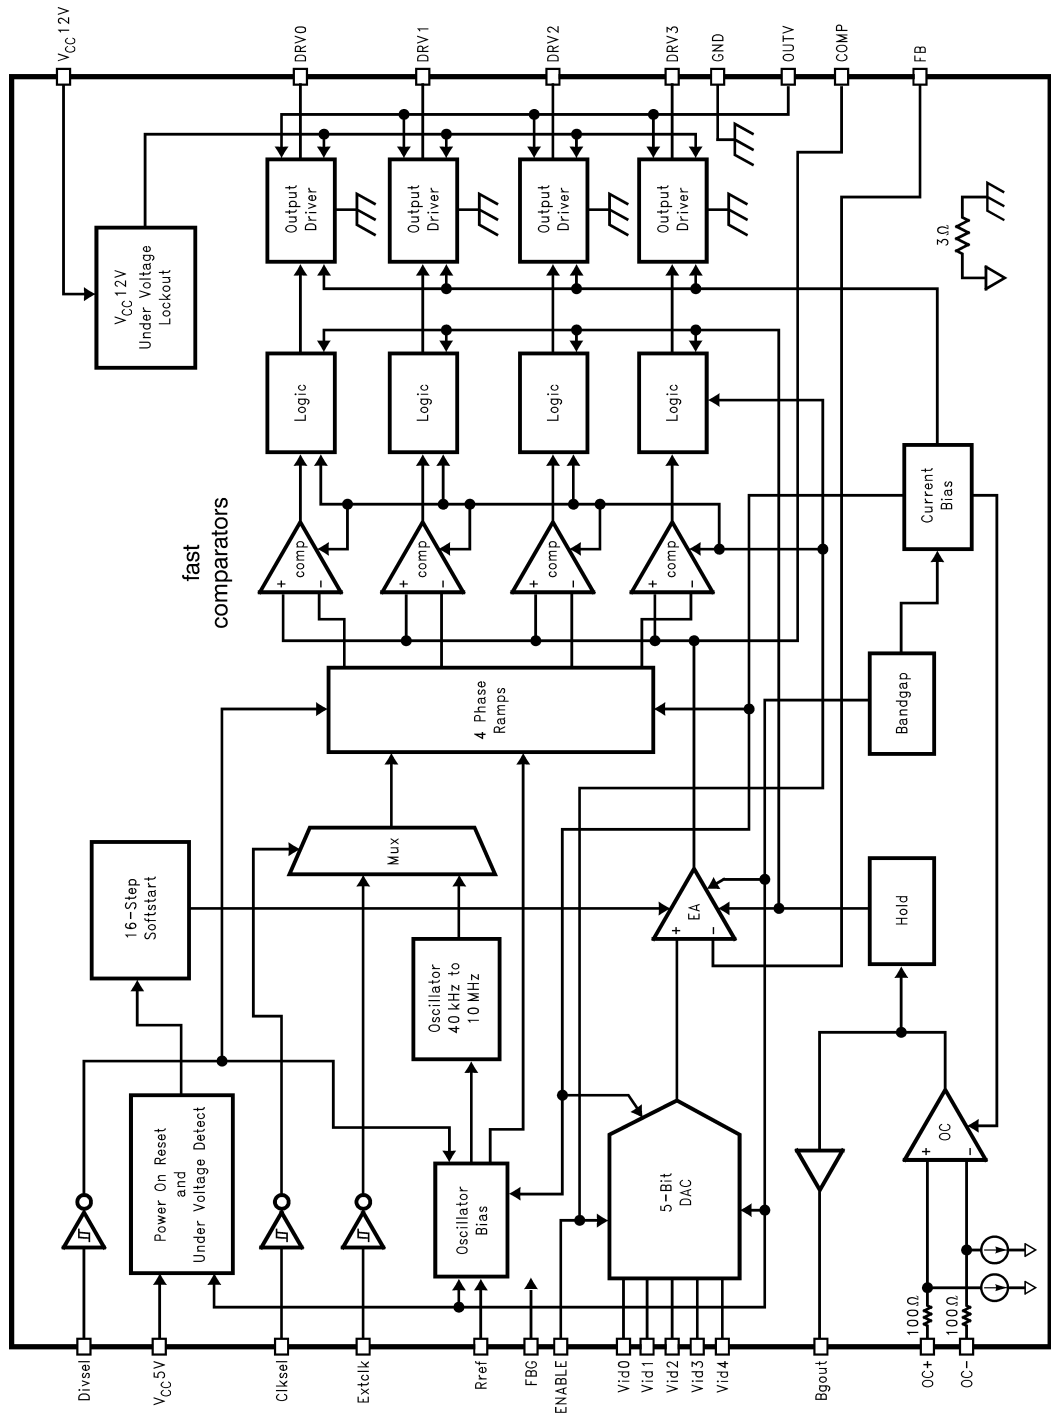 VCC12V
DRV0
DRV1
DRV2
DRV3
GND
OUTV
COMP
FB
VCC12V
Under Voltage
Lockout
Output
Driver
Output
Driver
Output
Driver
Output
Driver
3Ω
Logic
Logic
Logic
Logic
fast
comparators
comp
+
-
comp
+
-
comp
+
-
comp
+
-
Current
Bias
4 Phase
Ramps
Bandgap
Mux
16-Step
Softstart
EA
+
-
Hold
Oscillator
40 kHz to
10 MHz
Power On Reset
and
Under Voltage Detect
Oscillator
Bias
5-Bit
DAC
OC
+
-
100Ω
100Ω
Divsel
VCC5V
Clksel
Extclk
Rref
FBG
ENABLE
Vid0
Vid1
Vid2
Vid3
Vid4
Bgout
OC+
OC-